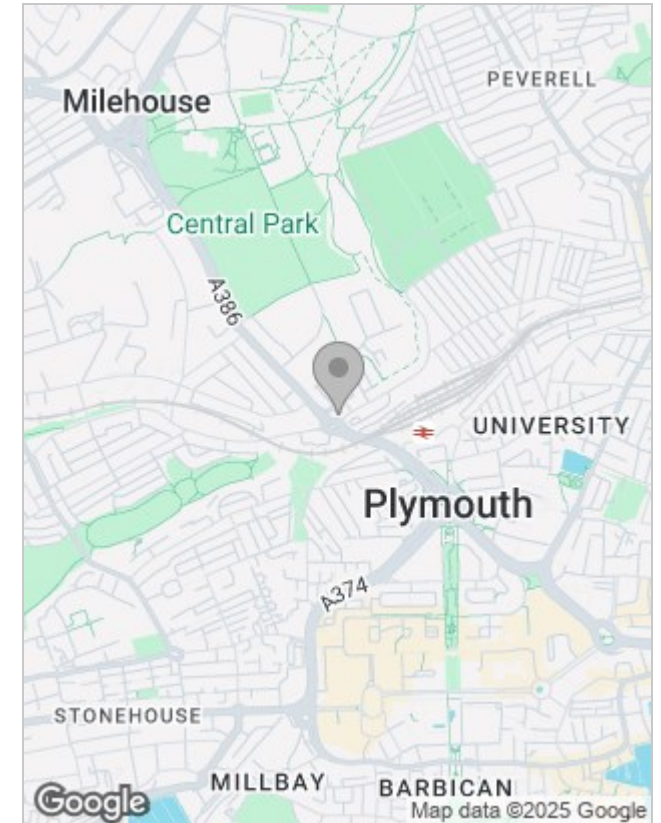 PEVERELL
Milehouse
Central Park
A386
UNIVERSITY
Plymouth
A374
STONEHOUSE
MILLBAY
BARBICAN
Google
Map data ©2025 Google